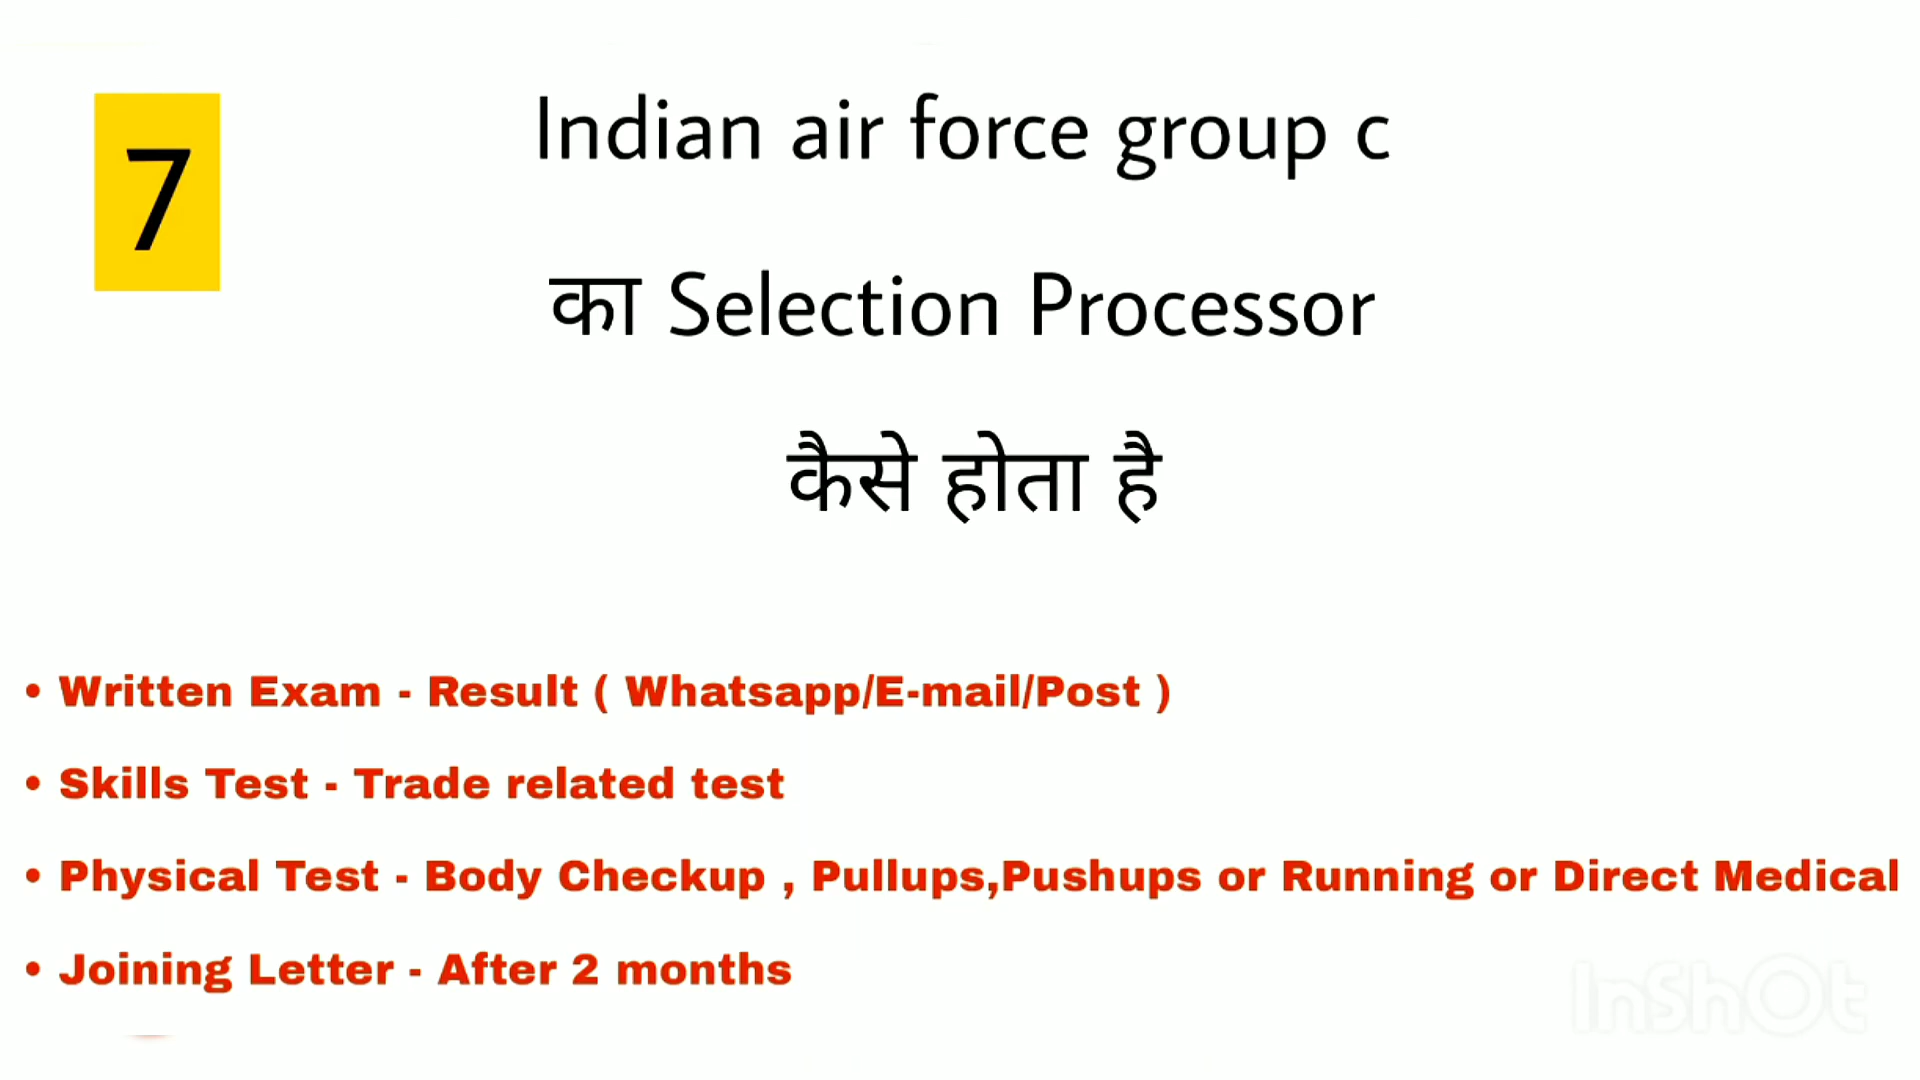 7
Indian air force group c
का Selection Processor
कैसे होता है
• Written Exam - Result ( Whatsapp/E-mail/Post )
• Skills Test - Trade related test
• Physical Test - Body Checkup , Pullups,Pushups or Running or Direct Medical
• Joining Letter - After 2 months
InShOt